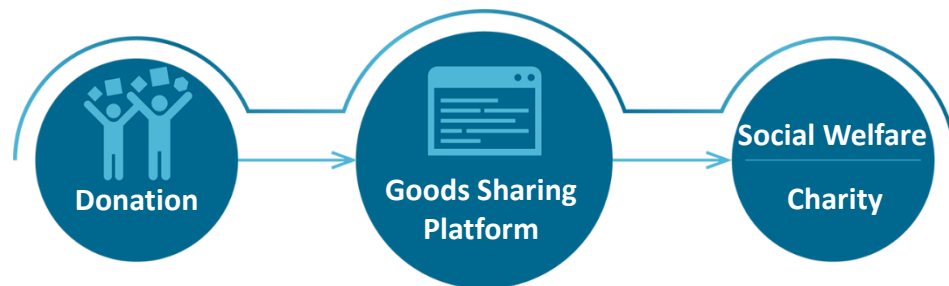 Donation
Goods Sharing
Platform
Social Welfare
Charity